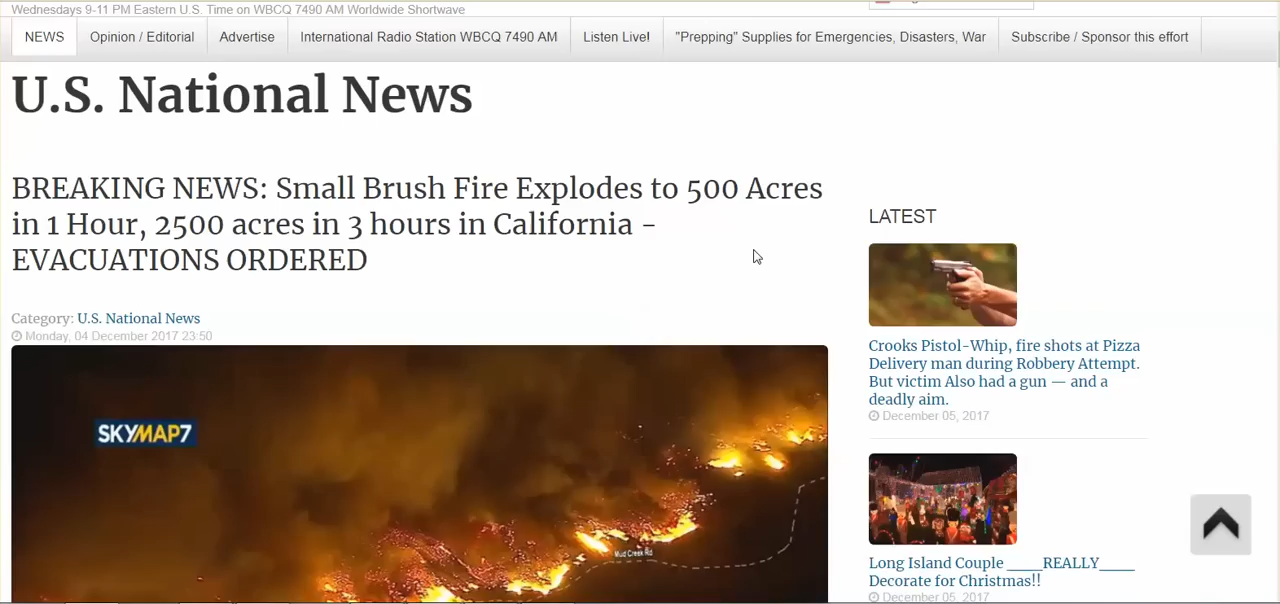 Wednesdays 9-11 PM Eastern U.S. Time on WBCQ 7490 AM Worldwide Shortwave
NEWS
Opinion / Editorial
Advertise
International Radio Station WBCQ 7490 AM
Listen Live!
"Prepping" Supplies for Emergencies, Disasters, War
Subscribe / Sponsor this effort
U.S. National News
BREAKING NEWS: Small Brush Fire Explodes to 500 Acres
in 1 Hour, 2500 acres in 3 hours in California -
EVACUATIONS ORDERED
Category: U.S. National News
Monday, 04 December 2017 23:50
SKYMAP7
Mud Creek Rd
LATEST
Crooks Pistol-Whip, fire shots at Pizza
Delivery man during Robbery Attempt.
But victim Also had a gun — and a
deadly aim.
December 05, 2017
Long Island Couple ____REALLY____
Decorate for Christmas!!
December 05, 2017